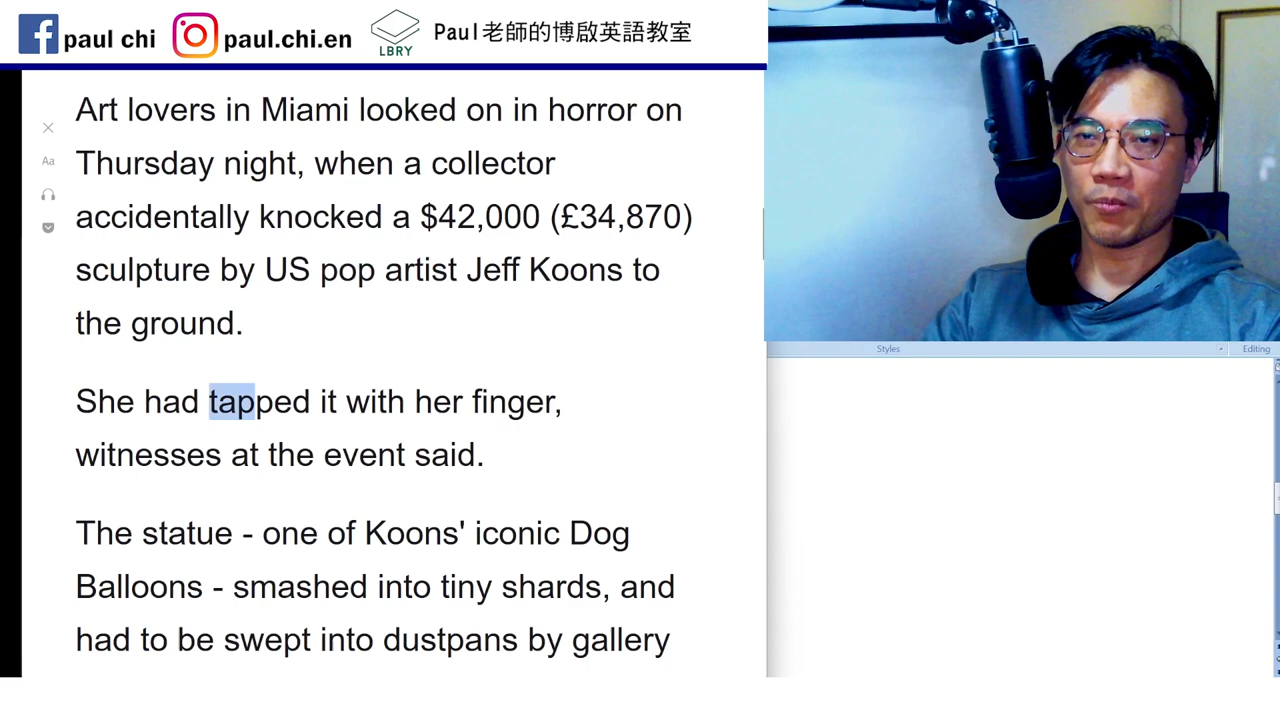 paul chi
paul.chi.en
LBRY
Paul老師的博啟英語教室
Art lovers in Miami looked on in horror on
Thursday night, when a collector
accidentally knocked a $42,000 (£34,870)
sculpture by US pop artist Jeff Koons to
the ground.
She had tapped it with her finger,
witnesses at the event said.
The statue - one of Koons' iconic Dog
Balloons - smashed into tiny shards, and
had to be swept into dustpans by gallery
Aa
Styles
Editing